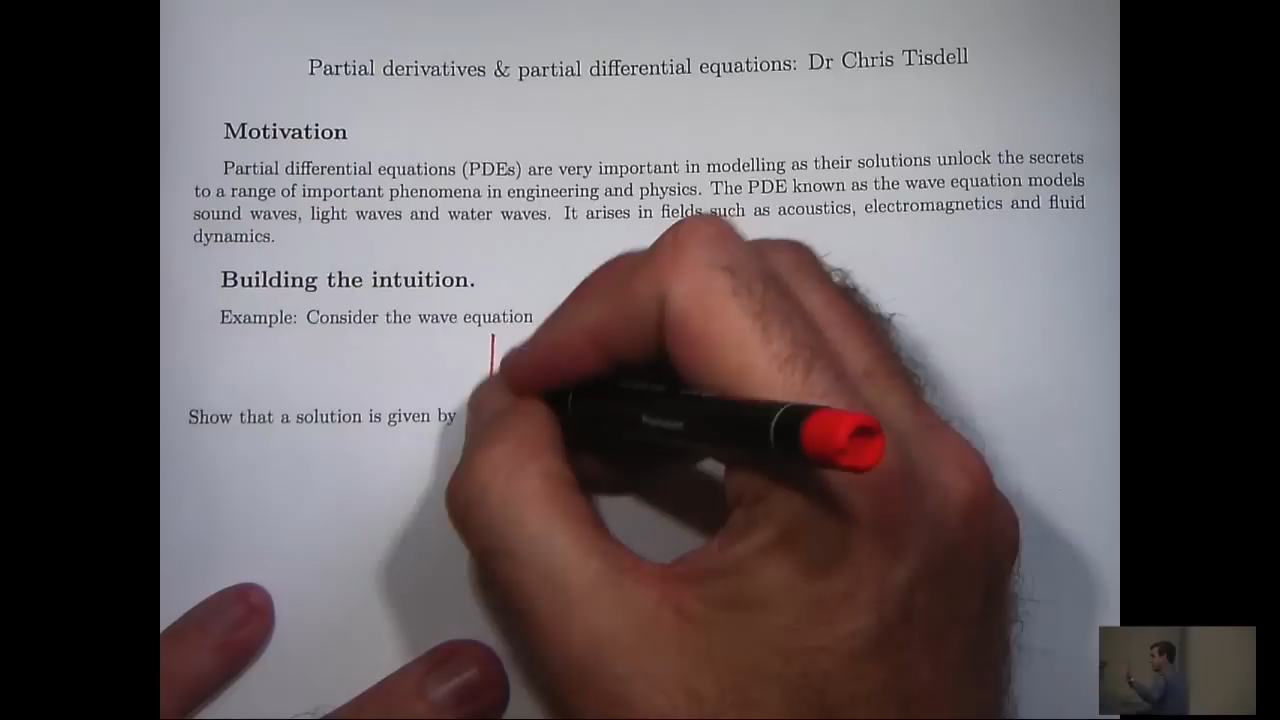 Partial derivatives & partial differential equations: Dr Chris Tisdell
Motivation
Partial differential equations (PDEs) are very important in modelling as their solutions unlock the secrets
to a range of important phenomena in engineering and physics. The PDE known as the wave equation models
sound waves, light waves and water waves. It arises in fields such as acoustics, electromagnetics and fluid
dynamics.
Building the intuition.
Example: Consider the wave equation
Show that a solution is given by